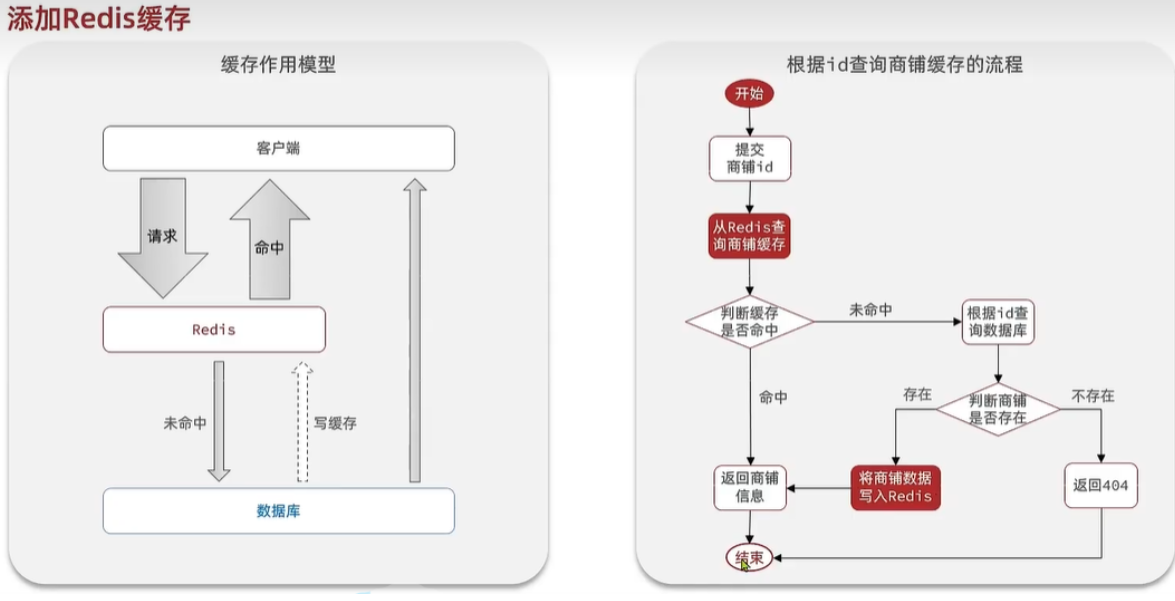 添加Redis缓存
缓存作用模型
客户端
请求
命中
Redis
未命中
写缓存
数据库
根据id查询商铺缓存的流程
开始
提交
商铺id
从Redis查
询商铺缓存
判断缓存
是否命中
未命中
根据id查
询数据库
命中
存在
判断商铺
是否存在
不存在
返回商铺
信息
将商铺数据
写入Redis
返回404
结束